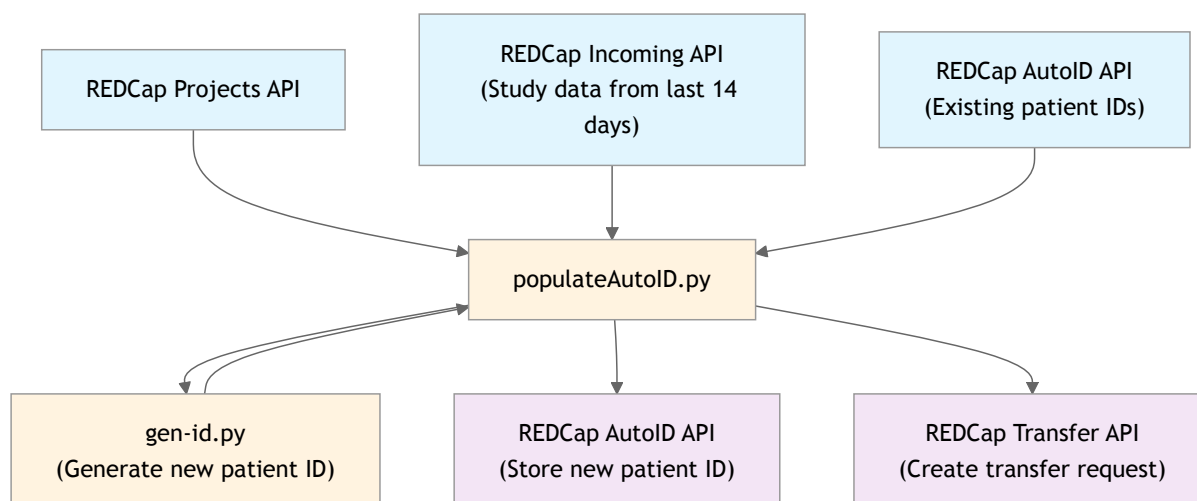 REDCap Projects API
REDCap Incoming API
(Study data from last 14
days)
REDCap AutoID API
(Existing patient IDs)
populateAutoID.py
gen-id.py
(Generate new patient ID)
REDCap AutoID API
(Store new patient ID)
REDCap Transfer API
(Create transfer request)